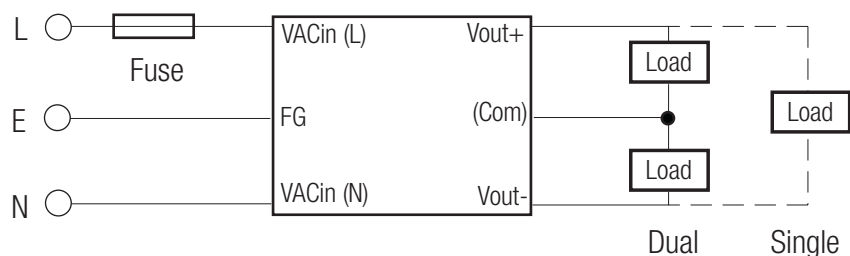 L
Fuse
VACin (L)
Vout+
Load
E
FG
(Com)
Load
Load
N
VACin (N)
Vout-
Dual
Single